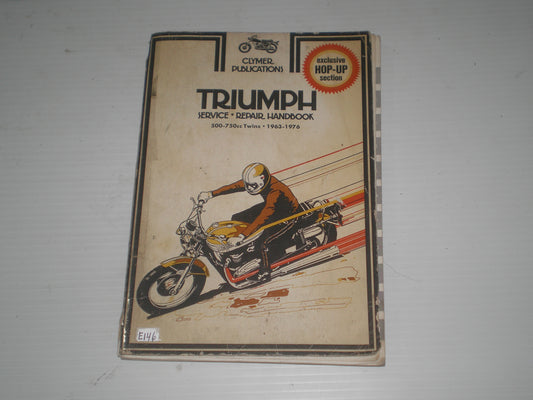 CLYMER
PUBLICATIONS
exclusive
HOP-UP
section
TRIUMPH
SERVICE • REPAIR HANDBOOK
500-750cc Twins • 1963-1976
E146